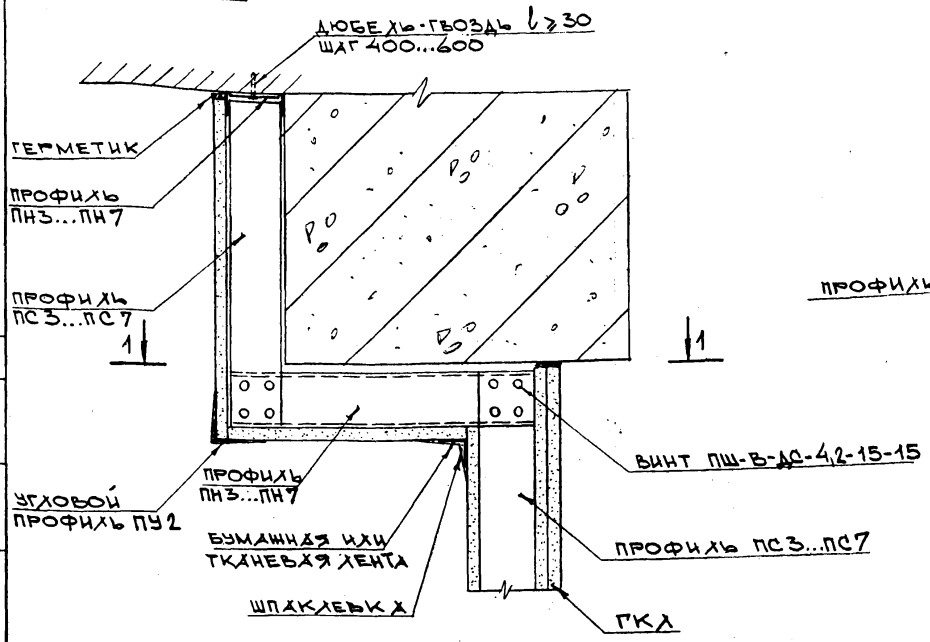 ДЮБЕЛЬ-ГВОЗДЬ l ⩾ 30
ШАГ 400...600
ГЕРМЕТИК
ПРОФИЛЬ
ПН3...ПН7
ПРОФИЛЬ
ПС3...ПС7
ПРОФИЛЬ
1
1
ВИНТ ПШ-В-ДС-4,2-15-15
ПРОФИЛЬ
ПН3...ПН7
УГЛОВОЙ
ПРОФИЛЬ ПУ2
БУМАЖНАЯ ИЛИ
ТКАНЕВАЯ ЛЕНТА
ПРОФИЛЬ ПС3...ПС7
ШПАКЛЕВКА
ГКЛ